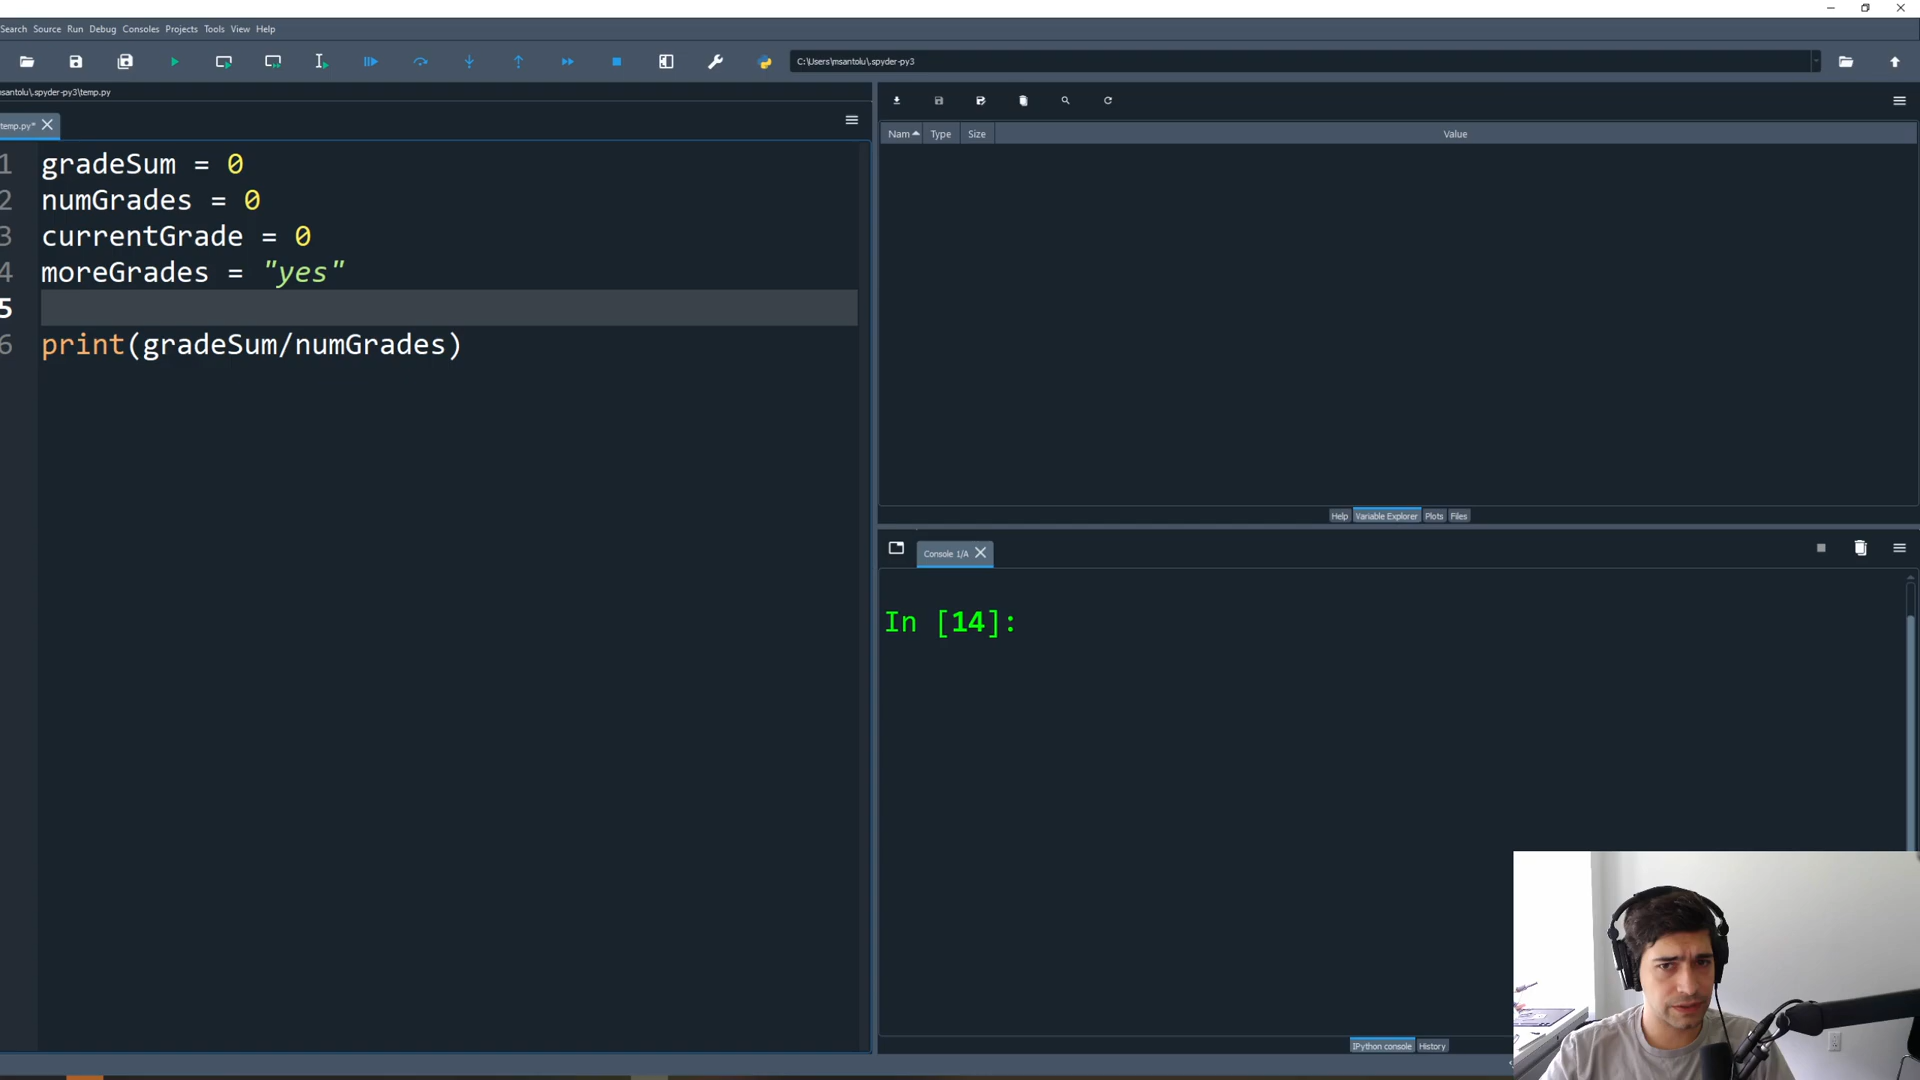 Search Source Run Debug Consoles Projects Tools View Help
C:\Users\msantolu\.spyder-py3
santolu\.spyder-py3\temp.py
temp.py*
Nam Type Size Value
1 gradeSum = 0
2 numGrades = 0
3 currentGrade = 0
4 moreGrades = "yes"
5
6 print(gradeSum/numGrades)
Help Variable Explorer Plots Files
Console 1/A
In [14]:
IPython console History